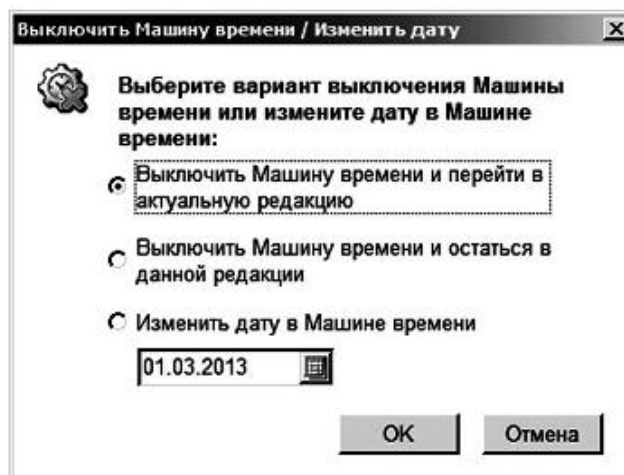 Выключить Машину времени / Изменить дату
Выберите вариант выключения Машины
времени или измените дату в Машине
времени:
Выключить Машину времени и перейти в
актуальную редакцию
Выключить Машину времени и остаться в
данной редакции
Изменить дату в Машине времени
01.03.2013
OK
Отмена